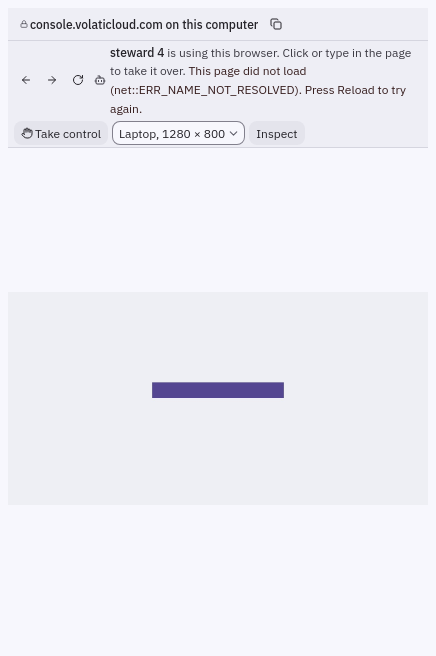 console.volaticloud.com on this computer
steward 4 is using this browser. Click or type in the page
to take it over. This page did not load
(net::ERR_NAME_NOT_RESOLVED). Press Reload to try
again.
Take control
Laptop, 1280 × 800
Inspect